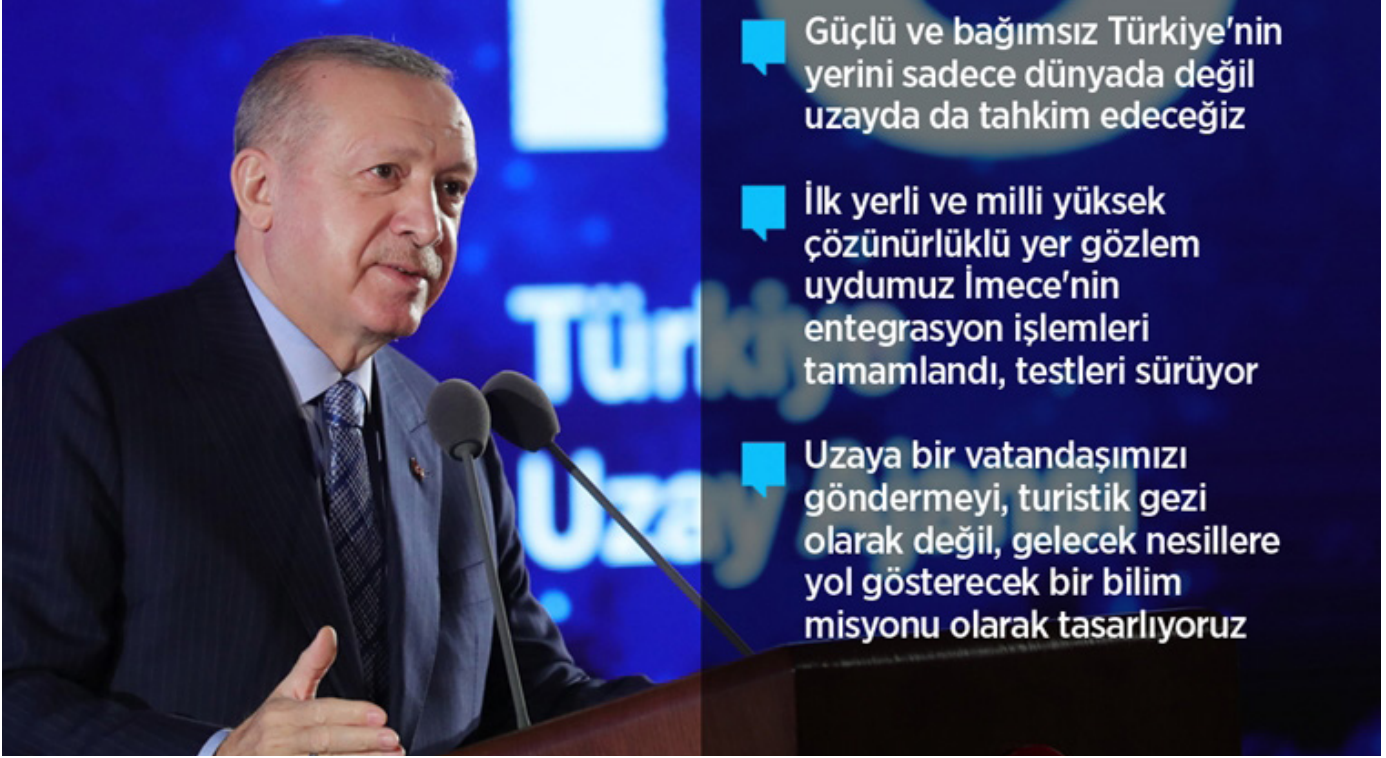 Güçlü ve bağımsız Türkiye'nin
yerini sadece dünyada değil
uzayda da tahkim edeceğiz
İlk yerli ve milli yüksek
çözünürlüklü yer gözlem
uydumuz İmece'nin
entegrasyon işlemleri
tamamlandı, testleri sürüyor
Uzaya bir vatandaşımızı
göndermeyi, turistik gezi
olarak değil, gelecek nesillere
yol gösterecek bir bilim
misyonu olarak tasarlıyoruz
Türkiye
Uzay